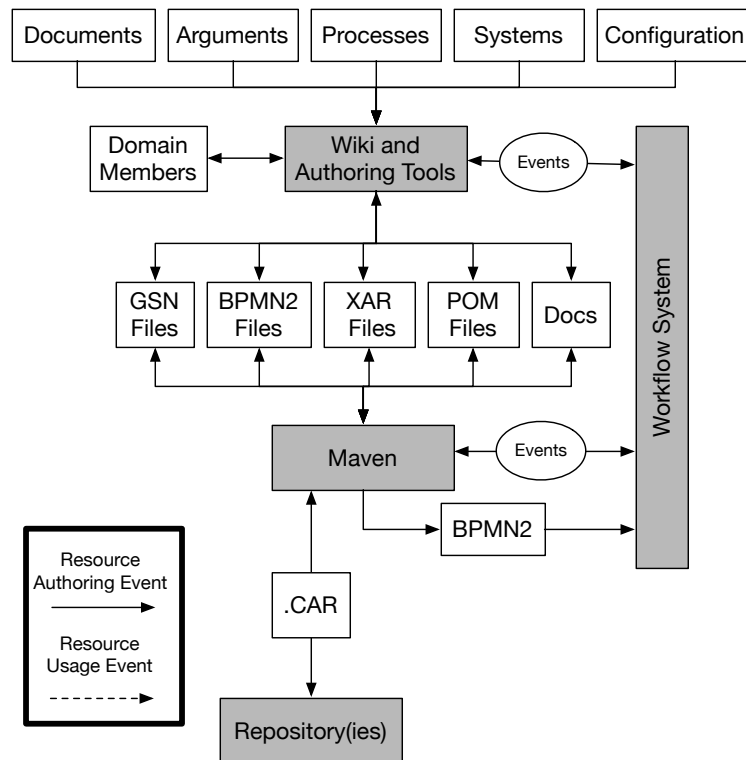 Documents
Arguments
Processes
Systems
Configuration
Domain
Members
Wiki and
Authoring Tools
Events
Workflow System
GSN
Files
BPMN2
Files
XAR
Files
POM
Files
Docs
Maven
Events
BPMN2
.CAR
Resource
Authoring Event
Resource
Usage Event
Repository(ies)